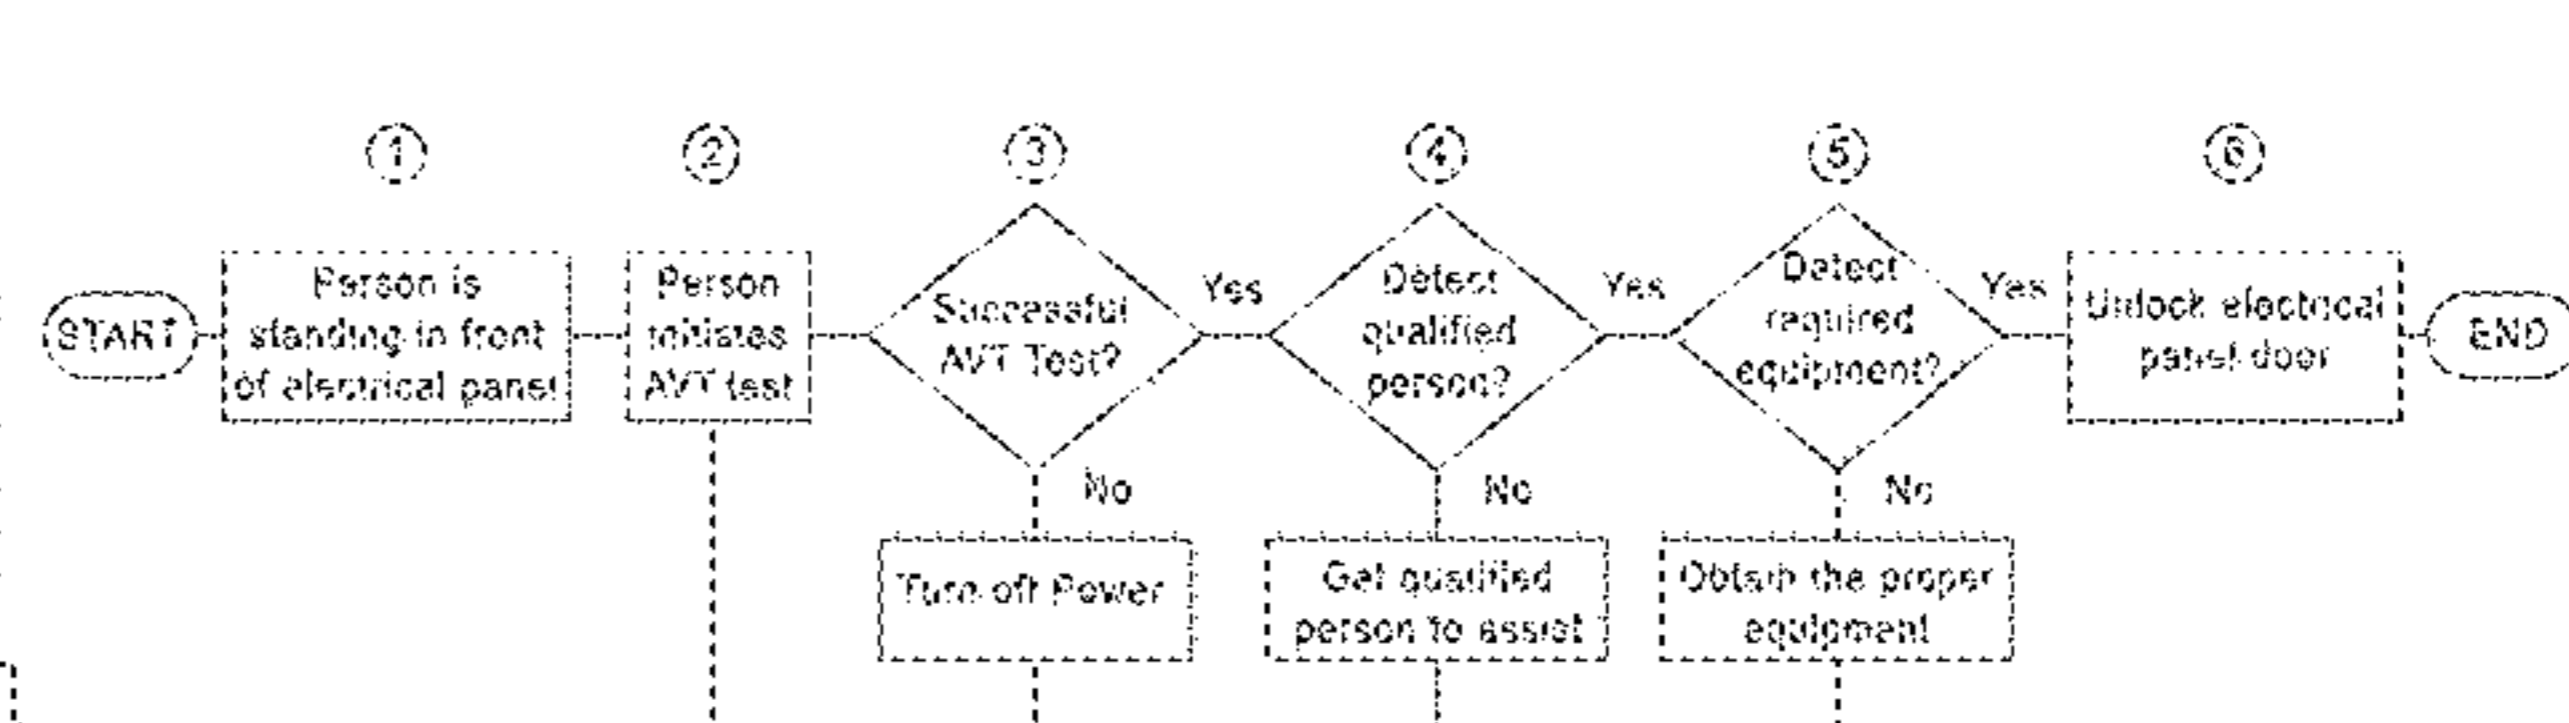 1
2
3
4
5
6
START
Person is
standing in front
of electrical panel
Person
initiates
AVT test
Successful
AVT Test?
Yes
No
Detect
qualified
person?
Yes
No
Detect
required
equipment?
Yes
No
Unlock electrical
panel door
END
Turn off Power
Get qualified
person to assist
Obtain the proper
equipment